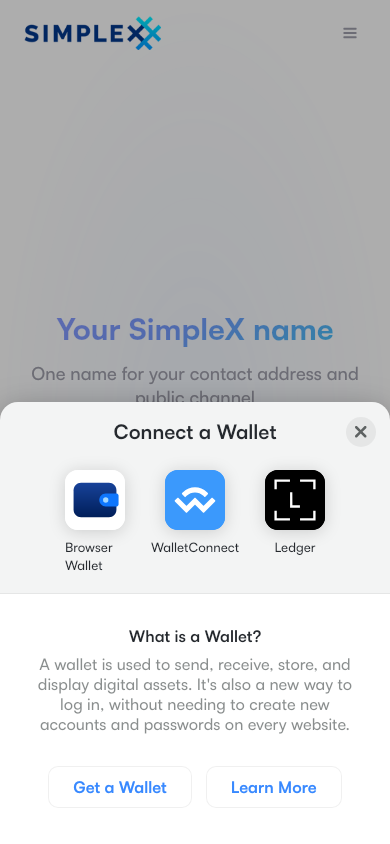 SIMPLEX
Your SimpleX name
One name for your contact address and
public channel
Connect a Wallet
Browser
Wallet
WalletConnect
Ledger
What is a Wallet?
A wallet is used to send, receive, store, and
display digital assets. It's also a new way to
log in, without needing to create new
accounts and passwords on every website.
Get a Wallet
Learn More